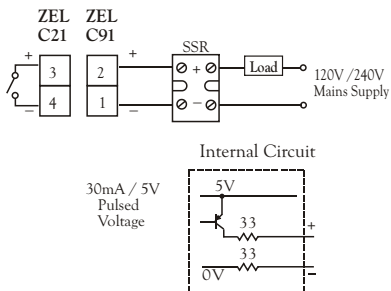 ZEL ZEL
C21 C91
SSR
+ 3 2 + + Load
4 1 – –
–
120V /240V
Mains Supply
Internal Circuit
30mA / 5V
Pulsed
Voltage
5V
33 +
33
0V –